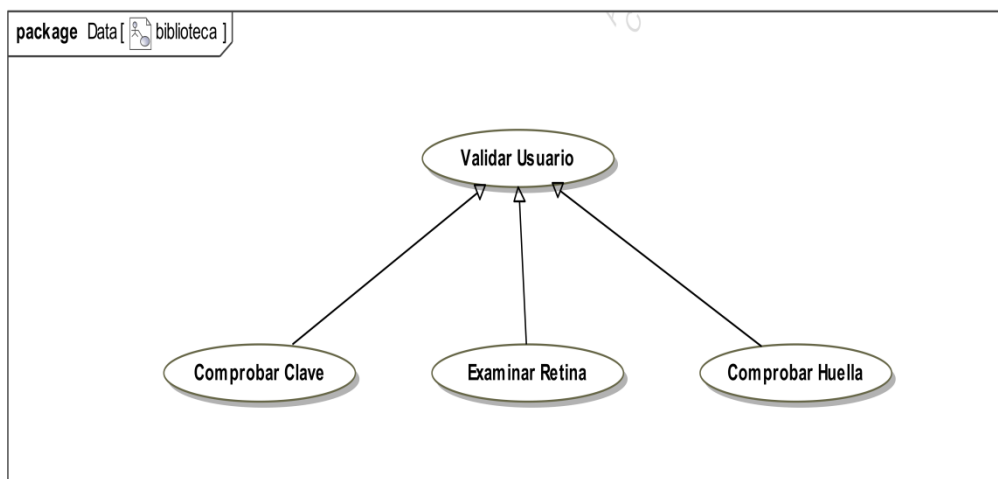 package Data [ biblioteca ]
Validar Usuario
Comprobar Clave
Examinar Retina
Comprobar Huella